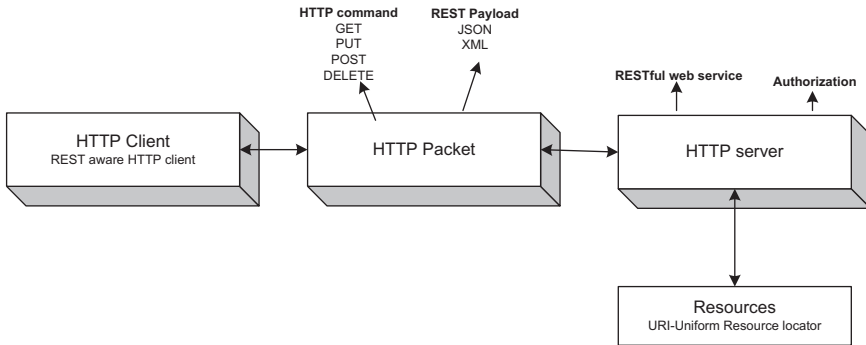 HTTP command
GET
PUT
POST
DELETE
REST Payload
JSON
XML
RESTful web service
Authorization
HTTP Client
REST aware HTTP client
HTTP Packet
HTTP server
Resources
URI-Uniform Resource locator